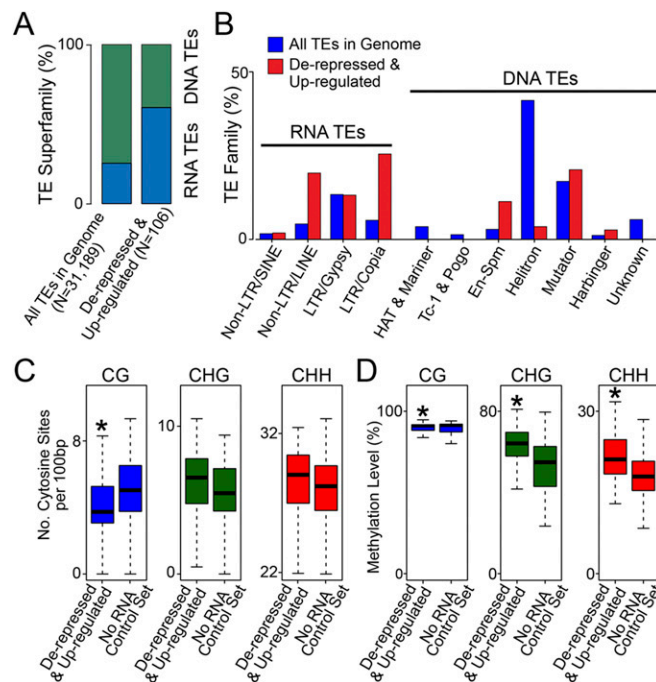 A
TE Superfamily (%)
100
0
DNA TEs
RNA TEs
All TEs in Genome
(N=31,189)
De-repressed &
Up-regulated (N=106)
B
All TEs in Genome
De-repressed &
Up-regulated
TE Family (%)
50
0
RNA TEs
DNA TEs
Non-LTR/SINE
Non-LTR/LINE
LTR/Gypsy
LTR/Copia
HAT & Mariner
Tc-1 & Pogo
En-Spm
Helitron
Mutator
Harbinger
Unknown
C
CG
CHG
CHH
No. Cytosine Sites
per 100bp
8
0
*
10
0
32
22
De-repressed
& Up-regulated
No RNA
Control Set
De-repressed
& Up-regulated
No RNA
Control Set
De-repressed
& Up-regulated
No RNA
Control Set
D
CG
CHG
CHH
Methylation Level (%)
100
0
*
80
0
*
30
0
*
De-repressed
& Up-regulated
No RNA
Control Set
De-repressed
& Up-regulated
No RNA
Control Set
De-repressed
& Up-regulated
No RNA
Control Set